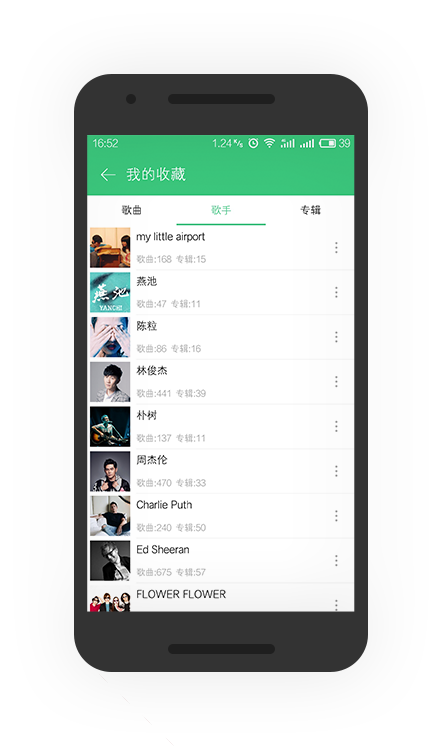 16:52 1.24 K/s 39
我的收藏
歌曲 歌手 专辑
my little airport
歌曲:168 专辑:15
燕池
YANCHI
歌曲:47 专辑:11
陈粒
歌曲:86 专辑:16
林俊杰
歌曲:441 专辑:39
朴树
歌曲:137 专辑:11
周杰伦
歌曲:470 专辑:33
Charlie Puth
歌曲:240 专辑:50
Ed Sheeran
歌曲:675 专辑:57
FLOWER FLOWER